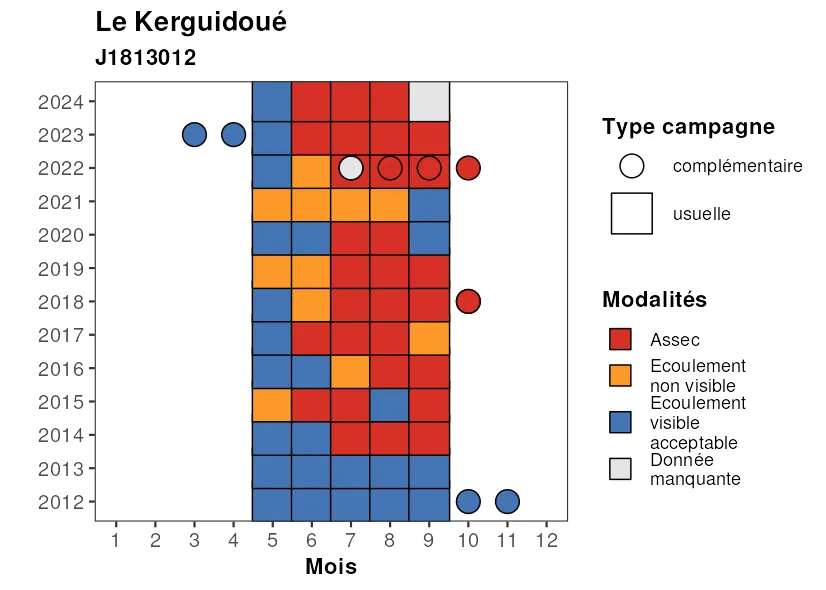 Le Kerguidoué
J1813012
2024
2023
2022
2021
2020
2019
2018
2017
2016
2015
2014
2013
2012
1 2 3 4 5 6 7 8 9 10 11 12
Mois
Type campagne
complémentaire
usuelle
Modalités
Assec
Ecoulement
non visible
Ecoulement
visible
acceptable
Donnée
manquante